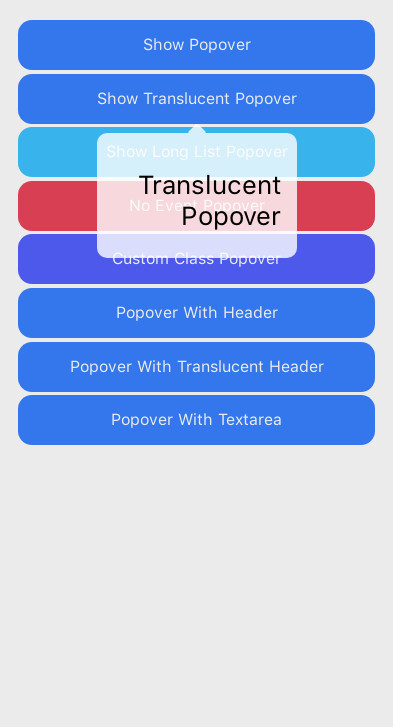 Show Popover
Show Translucent Popover
Show Long List Popover
Translucent
No Event Popover
Popover
Custom Class Popover
Popover With Header
Popover With Translucent Header
Popover With Textarea